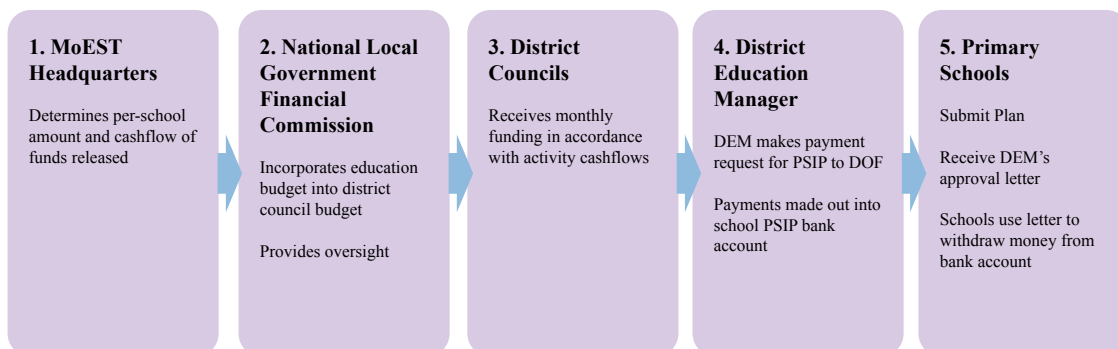 1. MoEST
Headquarters
Determines per-school
amount and cashflow of
funds released
2. National Local
Government
Financial
Commission
Incorporates education
budget into district
council budget
Provides oversight
3. District
Councils
Receives monthly
funding in accordance
with activity cashflows
4. District
Education
Manager
DEM makes payment
request for PSIP to DOF
Payments made out into
school PSIP bank
account
5. Primary
Schools
Submit Plan
Receive DEM’s
approval letter
Schools use letter to
withdraw money from
bank account